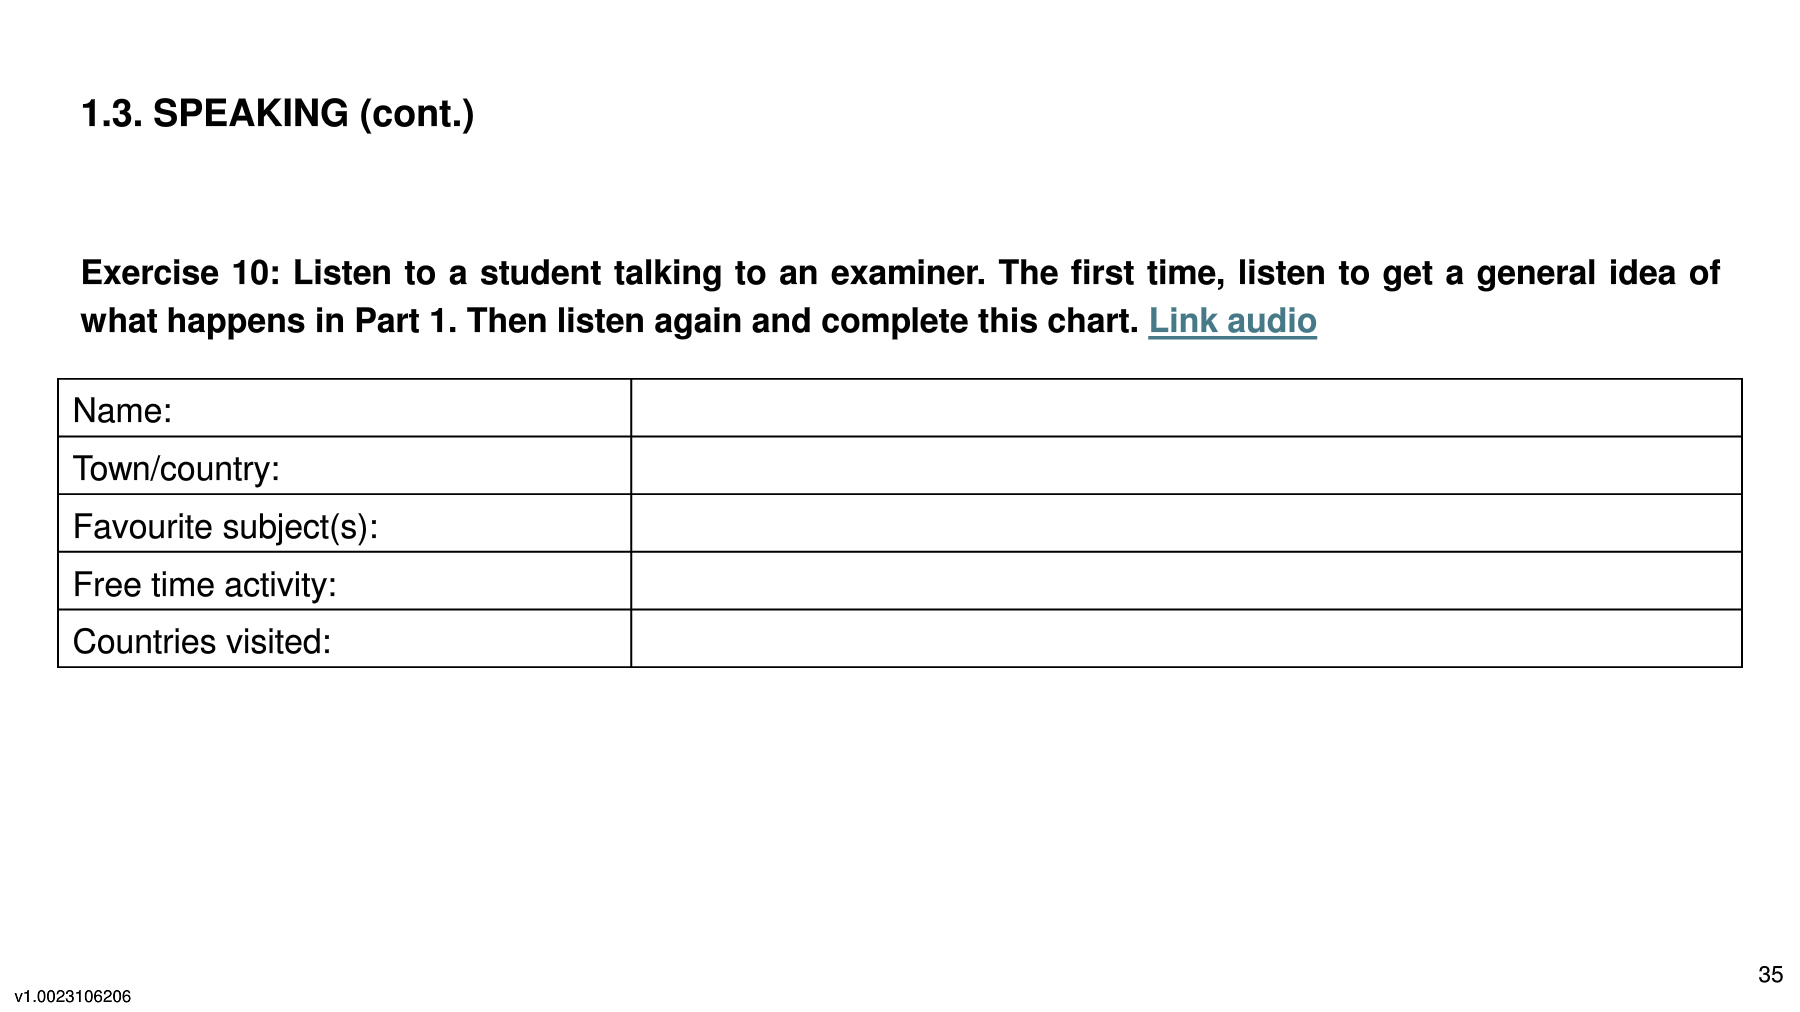 1.3. SPEAKING (cont.)
Exercise 10: Listen to a student talking to an examiner. The first time, listen to get a general idea of
what happens in Part 1. Then listen again and complete this chart. Link audio
Name:
Town/country:
Favourite subject(s):
Free time activity:
Countries visited:
35
v1.0023106206